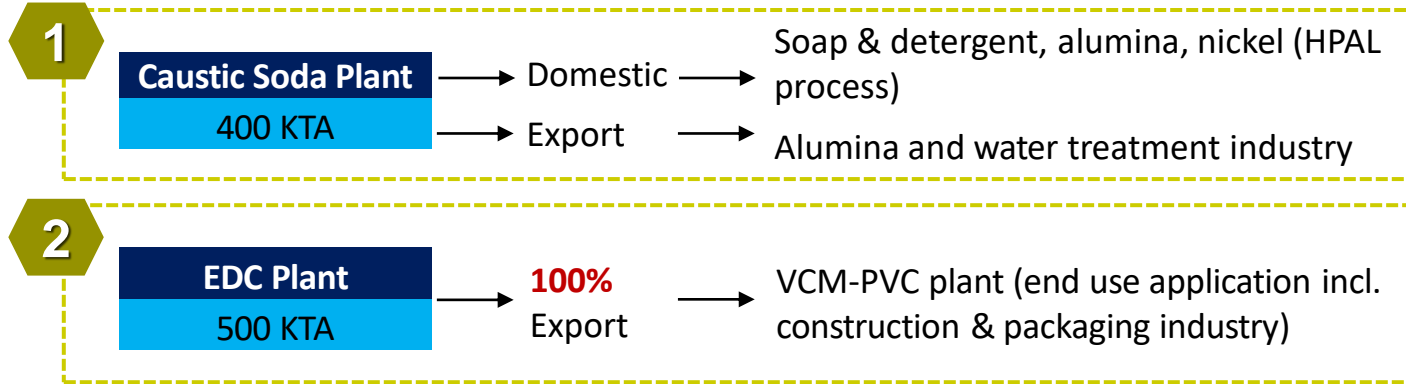 1
Caustic Soda Plant
400 KTA
Domestic
Export
Soap & detergent, alumina, nickel (HPAL
process)
Alumina and water treatment industry
2
EDC Plant
500 KTA
100%
Export
VCM-PVC plant (end use application incl.
construction & packaging industry)